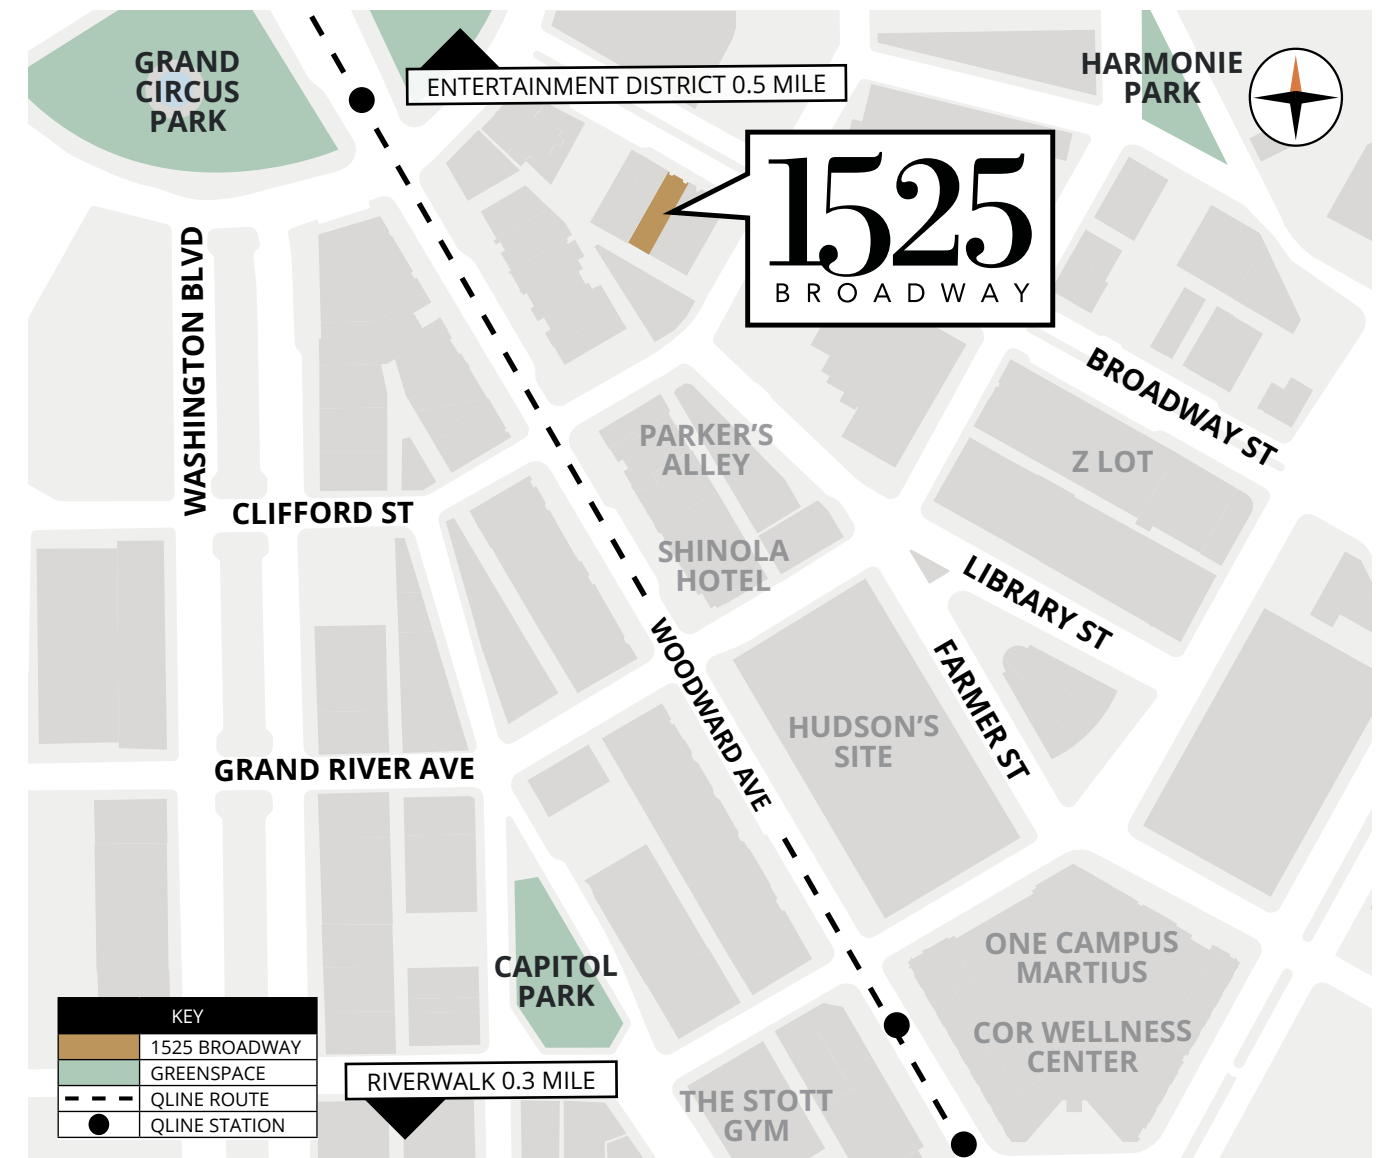 GRAND
CIRCUS
PARK
ENTERTAINMENT DISTRICT 0.5 MILE
HARMONIE
PARK
1525
BROADWAY
WASHINGTON BLVD
BROADWAY ST
PARKER'S
ALLEY
Z LOT
CLIFFORD ST
SHINOLA
HOTEL
LIBRARY ST
WOODWARD AVE
FARMER ST
HUDSON'S
SITE
GRAND RIVER AVE
CAPITOL
PARK
ONE CAMPUS
MARTIUS
COR WELLNESS
CENTER
KEY
1525 BROADWAY
GREENSPACE
QLINE ROUTE
QLINE STATION
RIVERWALK 0.3 MILE
THE STOTT
GYM